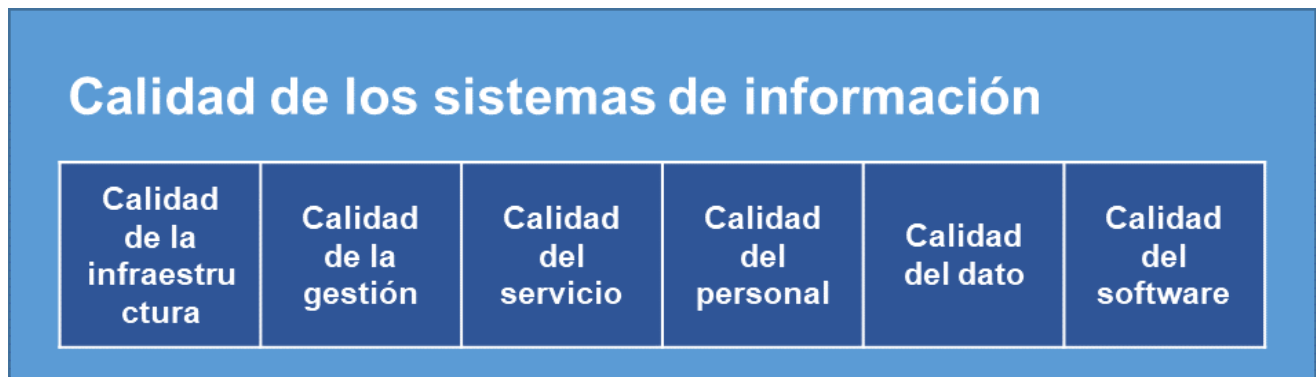 Calidad de los sistemas de información
Calidad
de la
infraestru
ctura
Calidad
de la
gestión
Calidad
del
servicio
Calidad
del
personal
Calidad
del dato
Calidad
del
software